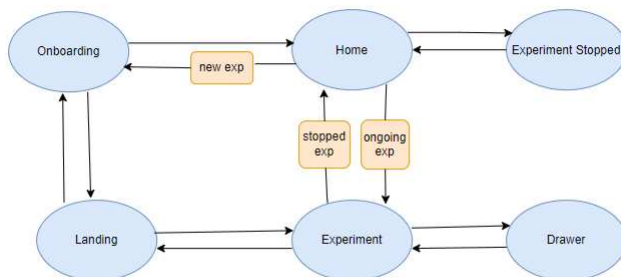 Onboarding
Home
Experiment Stopped
new exp
stopped
exp
ongoing
exp
Landing
Experiment
Drawer